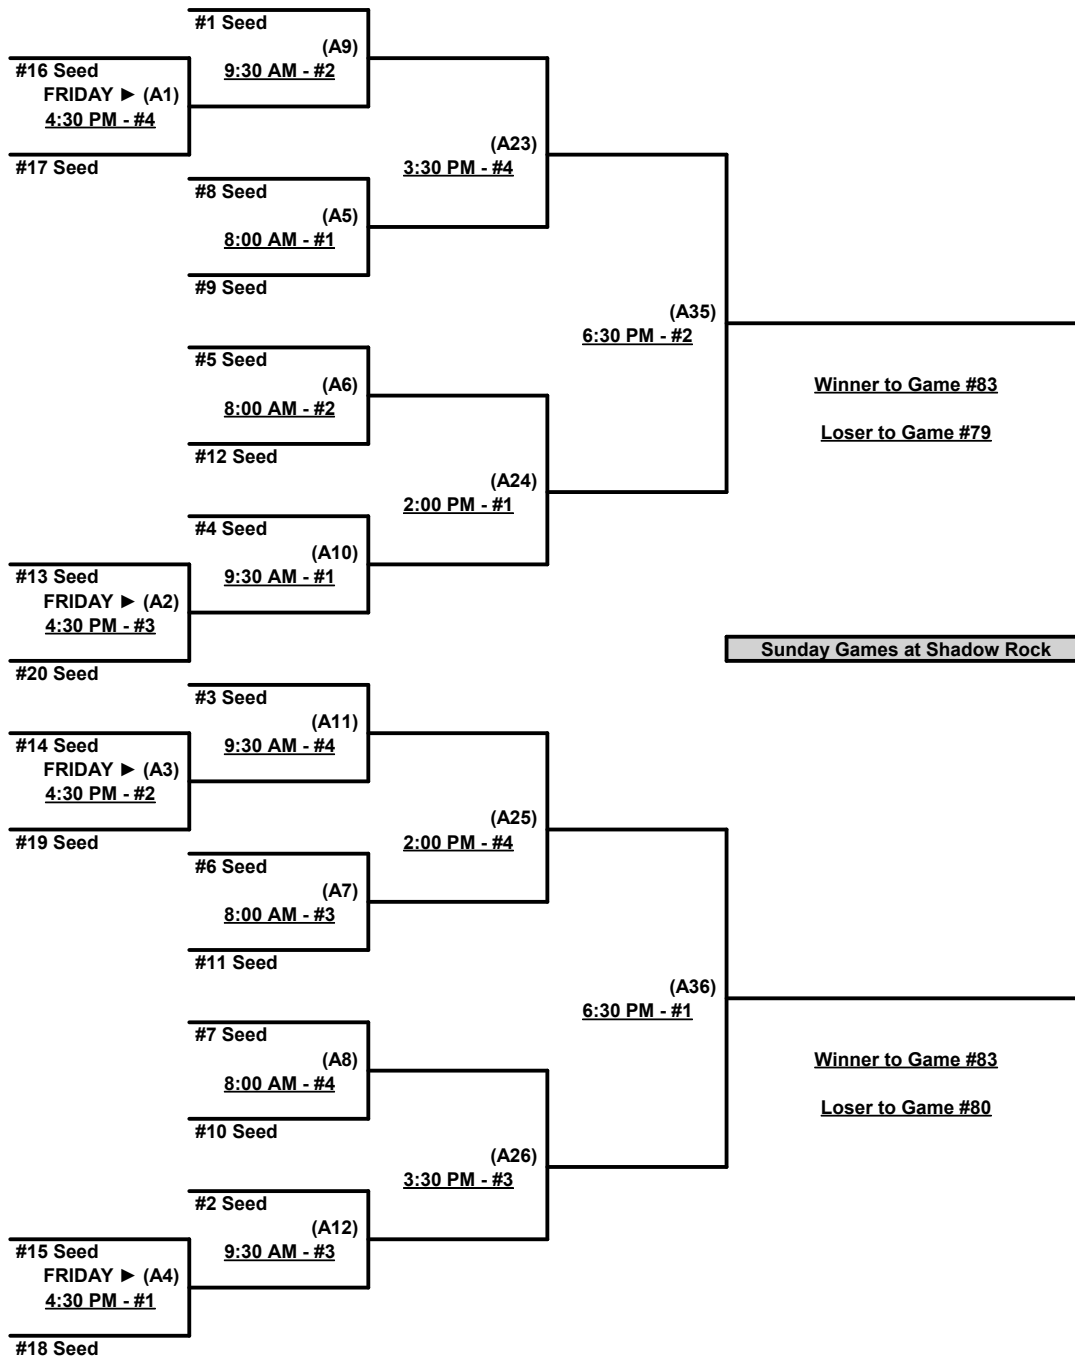 #1 Seed
(A9)
9:30 AM - #2
#16 Seed
FRIDAY ► (A1)
4:30 PM - #4
#17 Seed
(A23)
3:30 PM - #4
#8 Seed
(A5)
8:00 AM - #1
#9 Seed
(A35)
6:30 PM - #2
#5 Seed
(A6)
8:00 AM - #2
#12 Seed
Winner to Game #83
Loser to Game #79
(A24)
2:00 PM - #1
#4 Seed
(A10)
9:30 AM - #1
#13 Seed
FRIDAY ► (A2)
4:30 PM - #3
#20 Seed
Sunday Games at Shadow Rock
#3 Seed
(A11)
9:30 AM - #4
#14 Seed
FRIDAY ► (A3)
4:30 PM - #2
#19 Seed
(A25)
2:00 PM - #4
#6 Seed
(A7)
8:00 AM - #3
#11 Seed
(A36)
6:30 PM - #1
#7 Seed
(A8)
8:00 AM - #4
#10 Seed
Winner to Game #83
Loser to Game #80
(A26)
3:30 PM - #3
#2 Seed
(A12)
9:30 AM - #3
#15 Seed
FRIDAY ► (A4)
4:30 PM - #1
#18 Seed